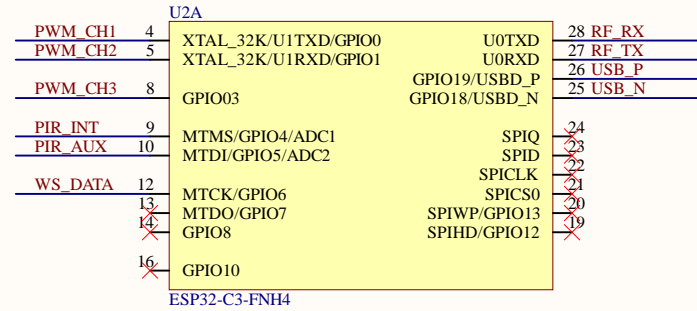 U2A
PWM_CH1 4 XTAL_32K/U1TXD/GPIO0 U0TXD 28 RF_RX
PWM_CH2 5 XTAL_32K/U1RXD/GPIO1 U0RXD 27 RF_TX
GPIO19/USBD_P 26 USB_P
PWM_CH3 8 GPIO03 GPIO18/USBD_N 25 USB_N
PIR_INT 9 MTMS/GPIO4/ADC1 SPIQ 24
PIR_AUX 10 MTDI/GPIO5/ADC2 SPID 23
SPICLK 22
WS_DATA 12 MTCK/GPIO6 SPICS0 21
13 MTDO/GPIO7 SPIWP/GPIO13 20
14 GPIO8 SPIHD/GPIO12 19
16 GPIO10
ESP32-C3-FNH4